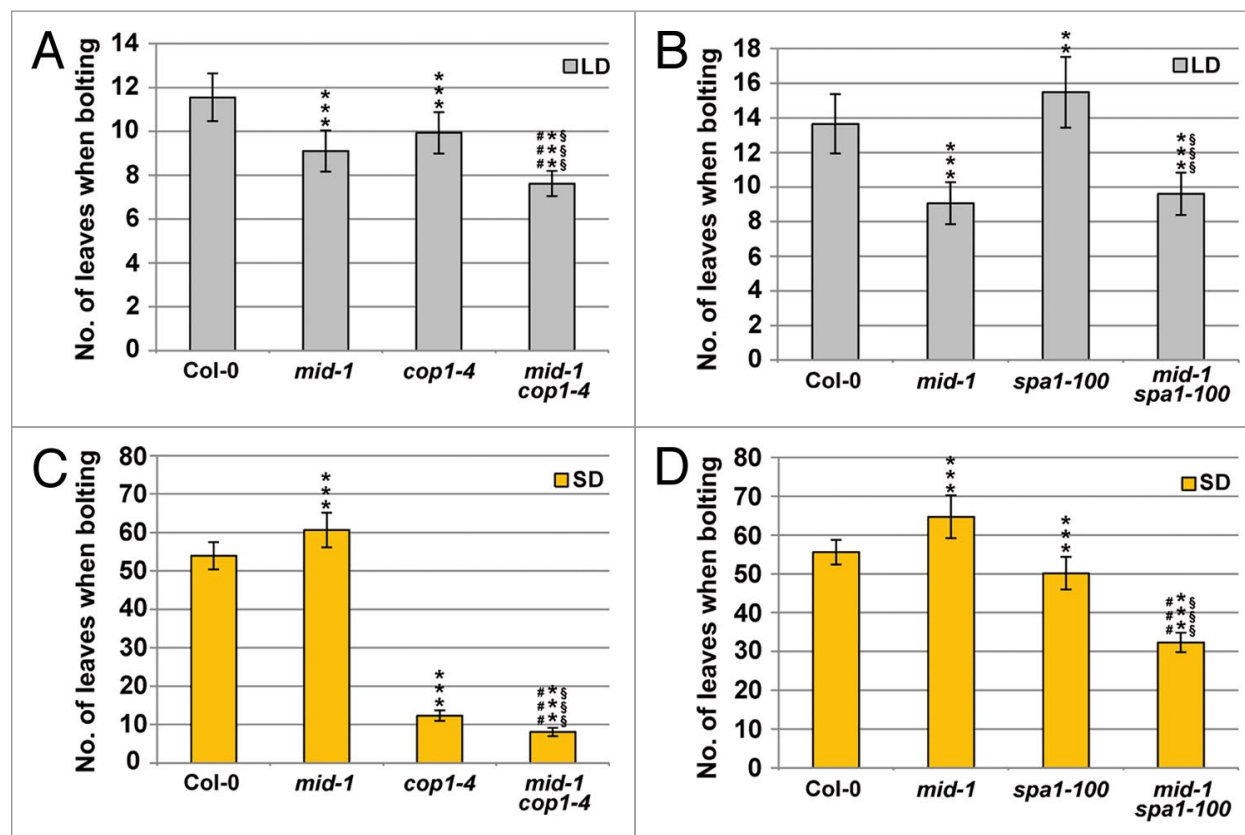 A
No. of leaves when bolting
14
12
10
8
6
4
2
0
LD
***
***
#*§
#*§
#*§
Col-0
mid-1
cop1-4
mid-1
cop1-4
B
No. of leaves when bolting
18
16
14
12
10
8
6
4
2
0
LD
***
**
*§
*§
*§
Col-0
mid-1
spa1-100
mid-1
spa1-100
C
No. of leaves when bolting
80
70
60
50
40
30
20
10
0
SD
***
***
#*§
#*§
#*§
Col-0
mid-1
cop1-4
mid-1
cop1-4
D
No. of leaves when bolting
80
70
60
50
40
30
20
10
0
SD
***
***
#*§
#*§
#*§
Col-0
mid-1
spa1-100
mid-1
spa1-100